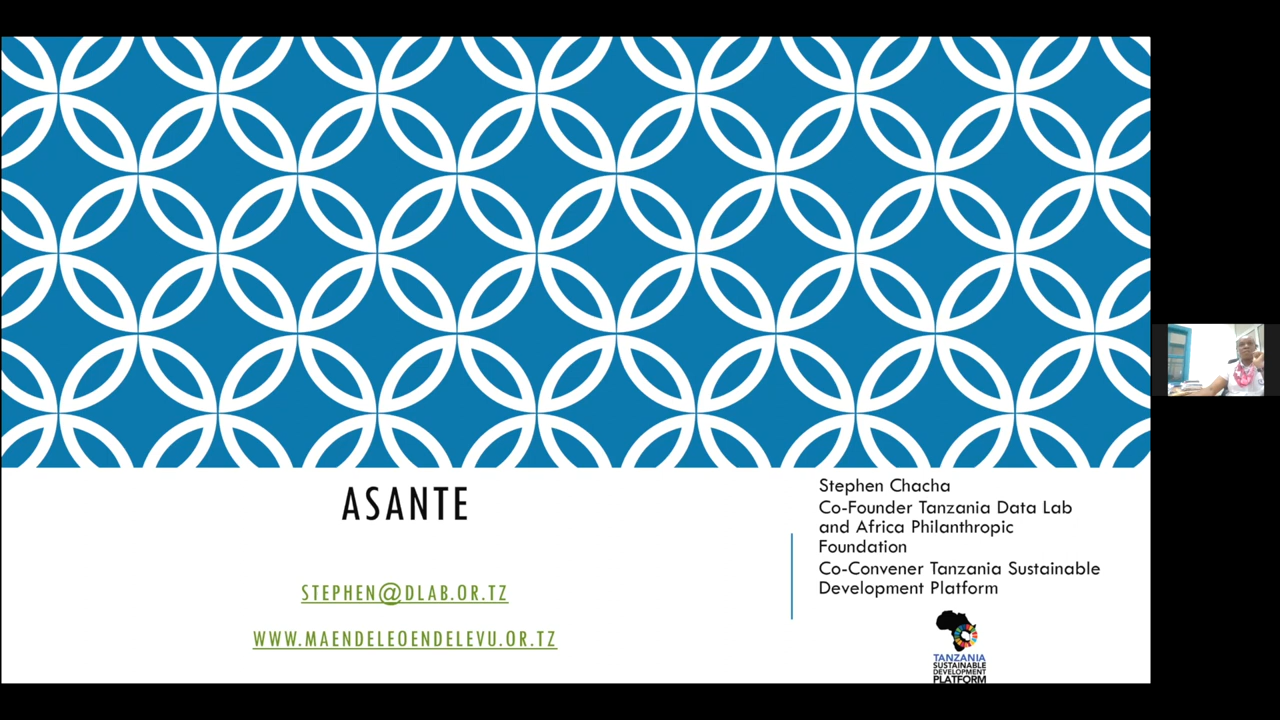 ASANTE
STEPHEN@DLAB.OR.TZ
WWW.MAENDELEOENDELEVU.OR.TZ
Stephen Chacha
Co-Founder Tanzania Data Lab
and Africa Philanthropic
Foundation
Co-Convener Tanzania Sustainable
Development Platform
TANZANIA
SUSTAINABLE
DEVELOPMENT
PLATFORM